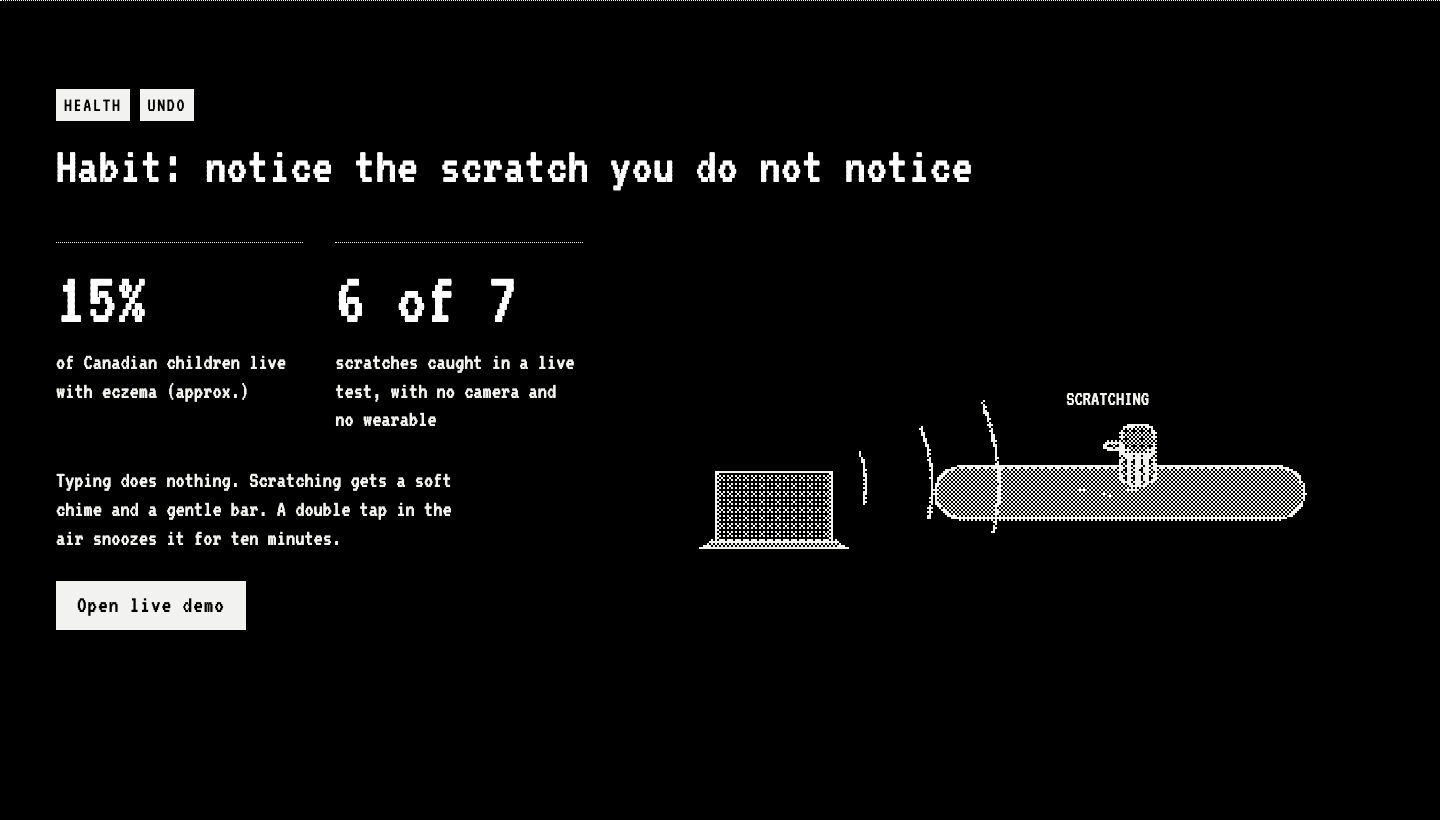 HEALTH UNDO
Habit: notice the scratch you do not notice
15%
of Canadian children live
with eczema (approx.)
6 of 7
scratches caught in a live
test, with no camera and
no wearable
Typing does nothing. Scratching gets a soft
chime and a gentle bar. A double tap in the
air snoozes it for ten minutes.
Open live demo
SCRATCHING